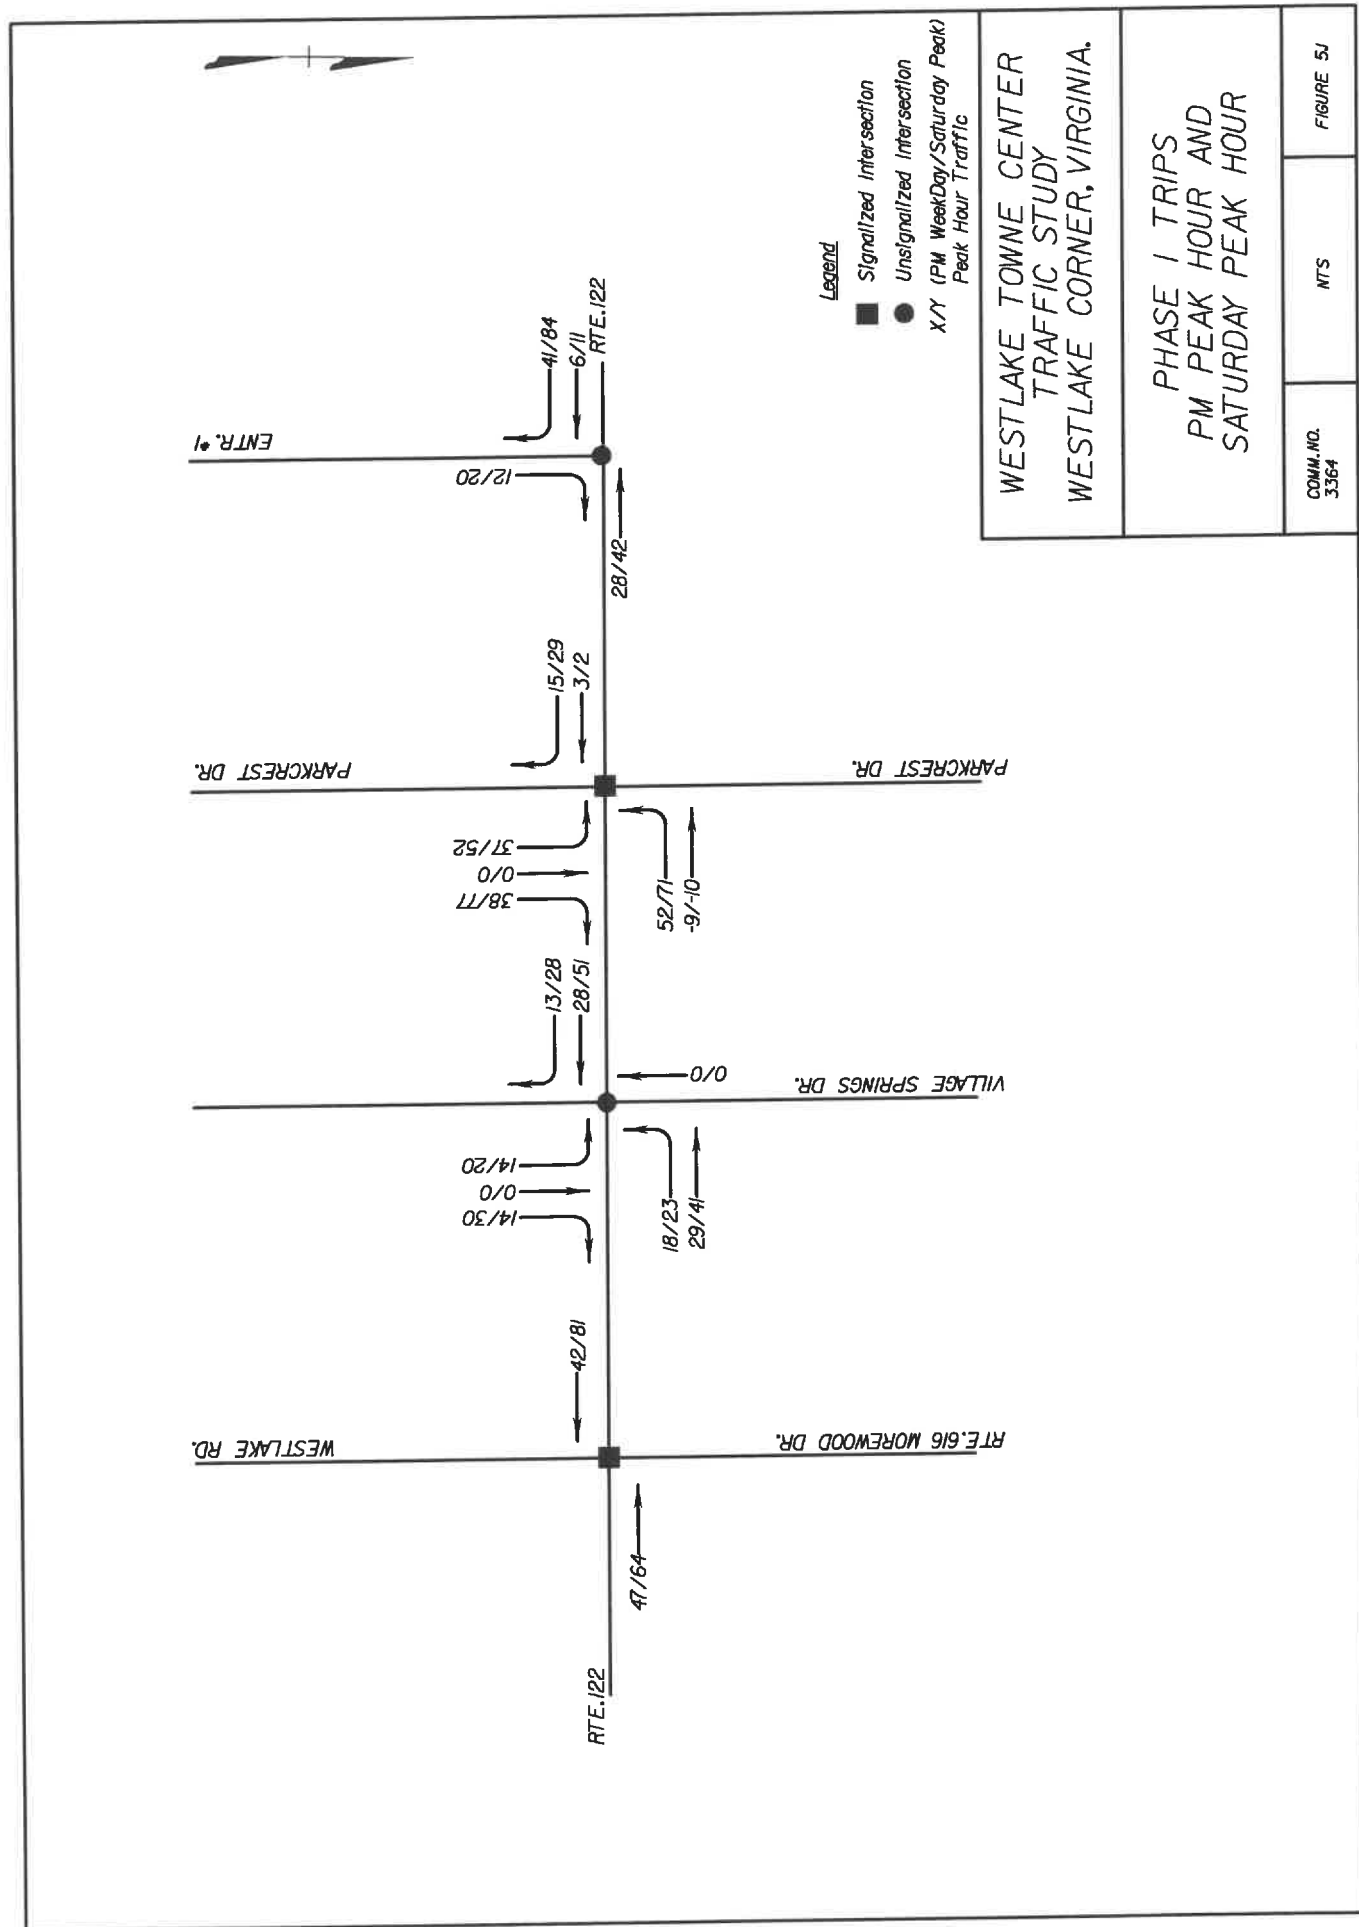 ENTR. #1
41/84
6/11
RTE.122
12/20
28/42
PARKCREST DR.
15/29
3/2
37/52
0/0
38/77
52/71
-9/-10
PARKCREST DR.
13/28
28/51
14/20
0/0
14/30
0/0
18/23
29/41
VILLAGE SPRINGS DR.
WESTLAKE RD.
42/81
47/64
RTE.616 MOREWOOD DR.
RTE.122
Legend
Signalized Intersection
Unsignalized Intersection
X/Y (PM WeekDay/Saturday Peak)
Peak Hour Traffic
WESTLAKE TOWNE CENTER
TRAFFIC STUDY
WESTLAKE CORNER, VIRGINIA.
PHASE I TRIPS
PM PEAK HOUR AND
SATURDAY PEAK HOUR
COMM.NO.
3364
NTS
FIGURE 5J